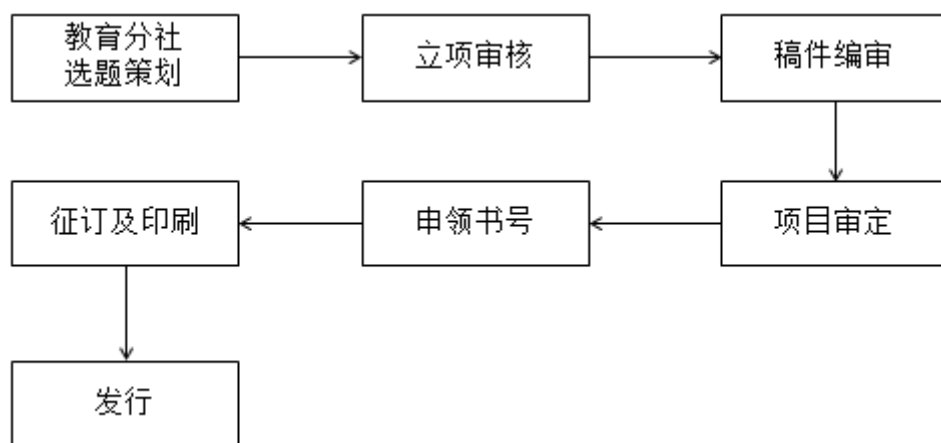 教育分社
选题策划
立项审核
稿件编审
项目审定
申领书号
征订及印刷
发行